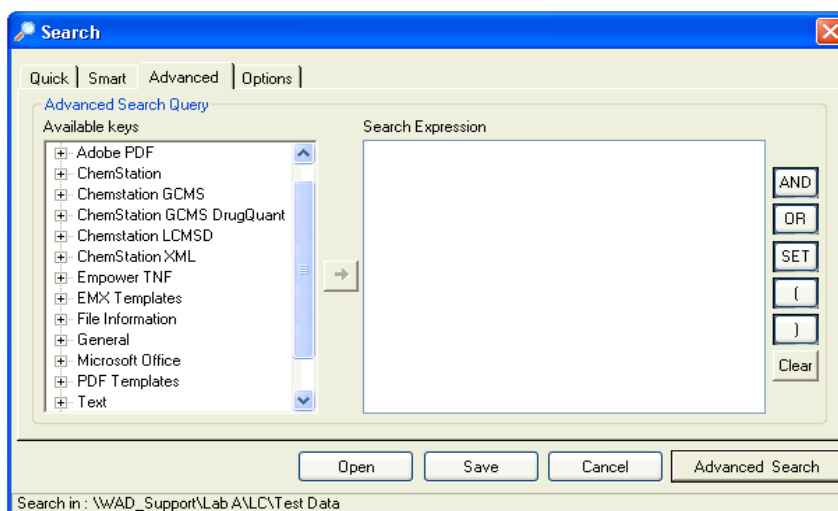 Search
Quick Smart Advanced Options
Advanced Search Query
Available keys
Search Expression
Adobe PDF
ChemStation
Chemstation GCMS
ChemStation GCMS DrugQuant
Chemstation LCMSD
ChemStation XML
Empower TNF
EMX Templates
File Information
General
Microsoft Office
PDF Templates
Text
AND
OR
SET
(
)
Clear
Open Save Cancel Advanced Search
Search in : \WAD_Support\Lab A\LC\Test Data